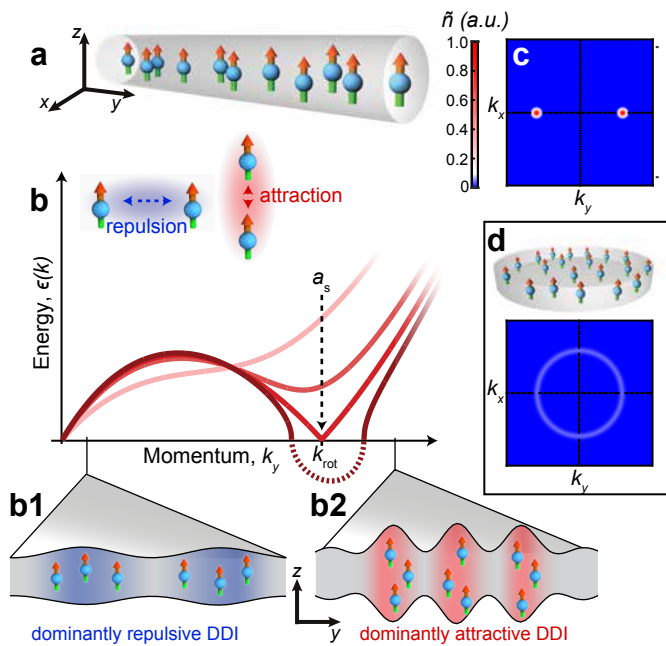 a
z
x
y
ñ (a.u.)
1.0
0.8
0.6
0.4
0.2
0
c
k_x
k_y
b
repulsion
attraction
Energy, ϵ(k)
a_s
Momentum, k_y
k_rot
d
k_x
k_y
b1
b2
z
y
dominantly repulsive DDI
dominantly attractive DDI